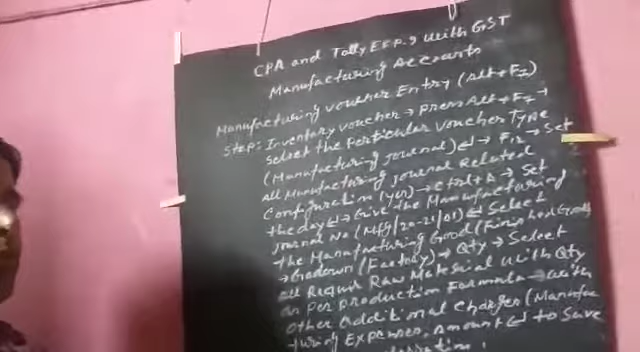 CPA and Tally ERP.9 with GST
Manufacturing Accounts
Manufacturing Voucher Entry (Alt+F7)
Step: Inventory voucher → press Alt+F7 →
Select the Perticular Voucher Type
(Manufacturing Journal) ↵ → F12 → Set
all Manufacturing Journal Related
Configuration (yes) → Ctrl+A → Set
the day ↵ → Give the Manufacturing
Journal No (Mfg/20-21/01) ↵ Select
the Manufacturing Good (Finished Good)
→ Godown (Factory) → Qty → Select
all Requir Raw Material with Qty
as Per production Formula → with
other additional Charges (Manufac
turing Expenses. Amount ↵ to Save